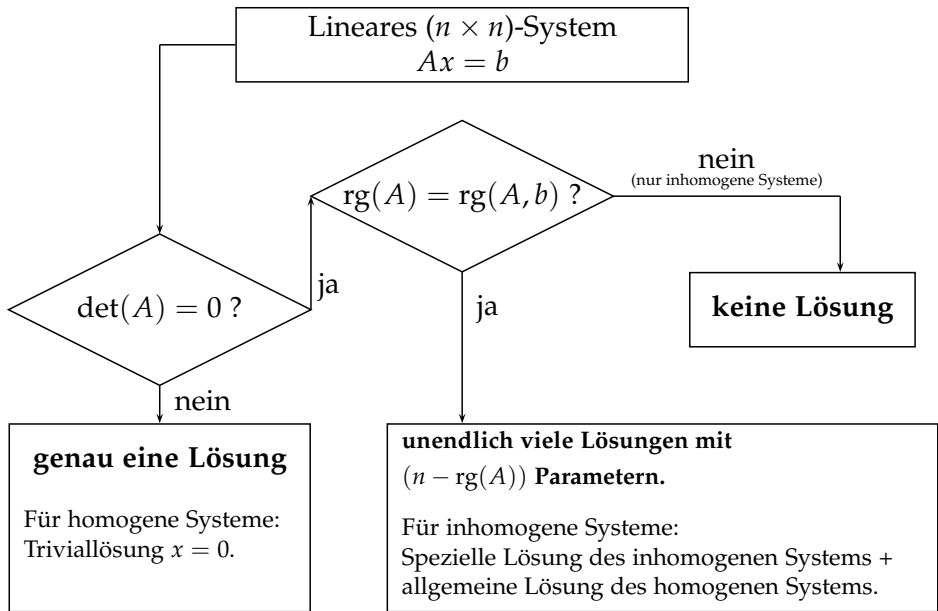 Lineares (n × n)-System
Ax = b
rg(A) = rg(A, b) ?
nein
(nur inhomogene Systeme)
det(A) = 0 ?
ja
ja
keine Lösung
nein
genau eine Lösung
Für homogene Systeme:
Triviallösung x = 0.
unendlich viele Lösungen mit
(n − rg(A)) Parametern.
Für inhomogene Systeme:
Spezielle Lösung des inhomogenen Systems +
allgemeine Lösung des homogenen Systems.